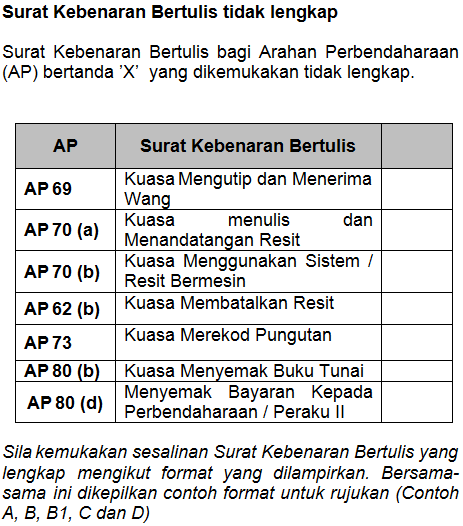 Surat Kebenaran Bertulis tidak lengkap
Surat Kebenaran Bertulis bagi Arahan Perbendaharaan
(AP) bertanda ’X’ yang dikemukakan tidak lengkap.
AP Surat Kebenaran Bertulis
AP 69 Kuasa Mengutip dan Menerima
Wang
AP 70 (a) Kuasa menulis dan
Menandatangan Resit
AP 70 (b) Kuasa Menggunakan Sistem /
Resit Bermesin
AP 62 (b) Kuasa Membatalkan Resit
AP 73 Kuasa Merekod Pungutan
AP 80 (b) Kuasa Menyemak Buku Tunai
AP 80 (d) Menyemak Bayaran Kepada
Perbendaharaan / Peraku II
Sila kemukakan sesalinan Surat Kebenaran Bertulis yang
lengkap mengikut format yang dilampirkan. Bersama-
sama ini dikepilkan contoh format untuk rujukan (Contoh
A, B, B1, C dan D)